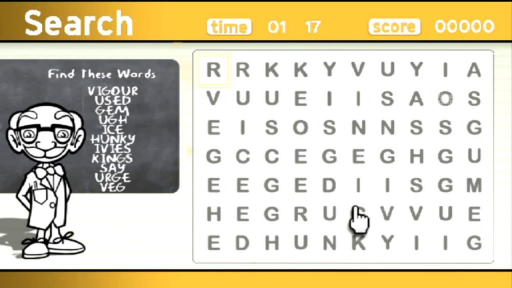 Search
time 01 17
score 00000
Find These Words
VIGOUR
USED
GEM
UGH
ICE
HUNKY
IVIES
KINGS
SAY
URGE
VEG
R R K K Y V U Y I A
V U U E I I S A O S
E I S O S N N S S G
G C C E G E G H G U
E E G E D I I S G M
H E G R U V V U E
E D H U N K Y I I G